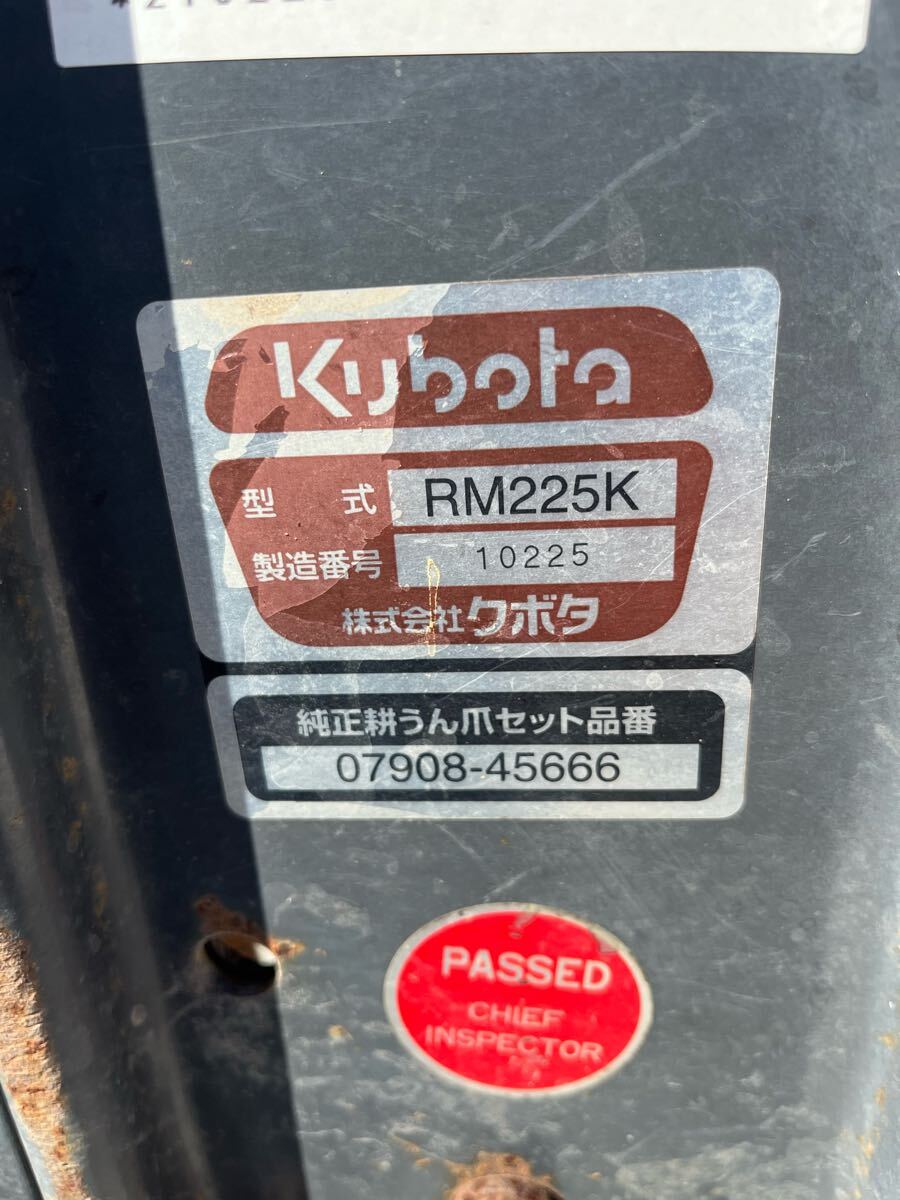 Kubota
型 式 RM225K
製造番号 10225
株式会社クボタ
純正耕うん爪セット品番
07908-45666
PASSED
CHIEF
INSPECTOR